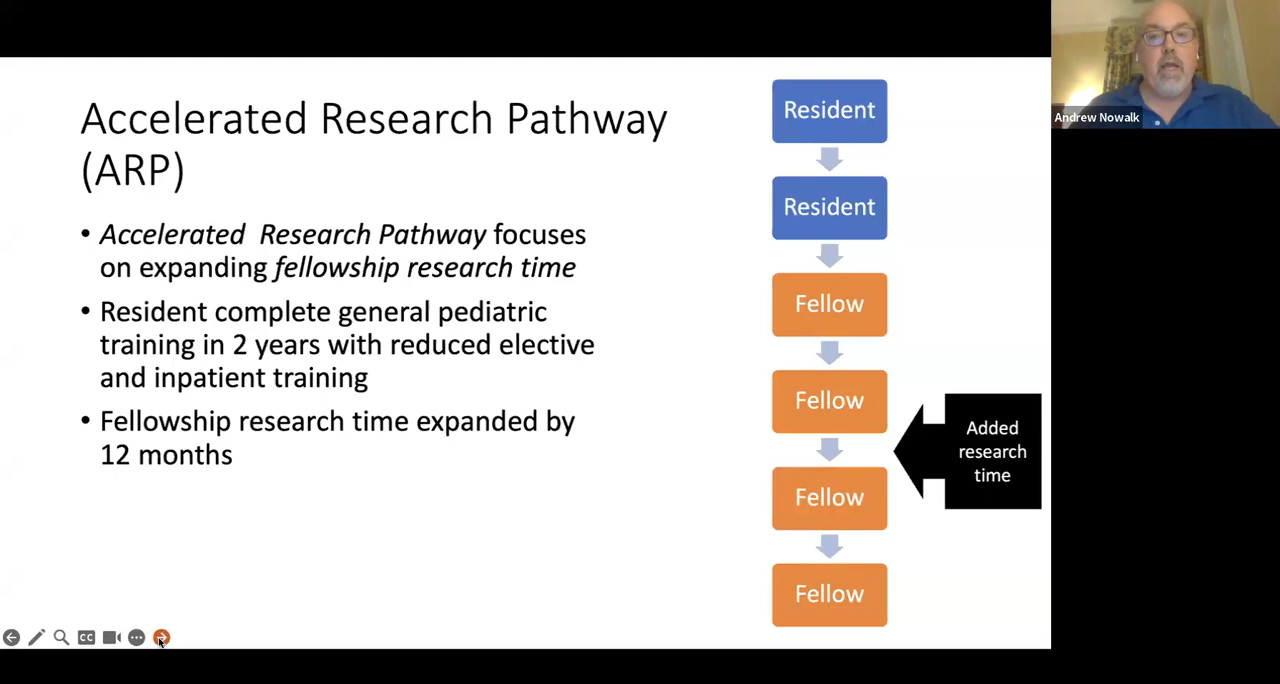 Accelerated Research Pathway
(ARP)
• Accelerated Research Pathway focuses
on expanding fellowship research time
• Resident complete general pediatric
training in 2 years with reduced elective
and inpatient training
• Fellowship research time expanded by
12 months
Resident
Resident
Fellow
Fellow
Fellow
Fellow
Added
research
time
Andrew Nowalk
CC